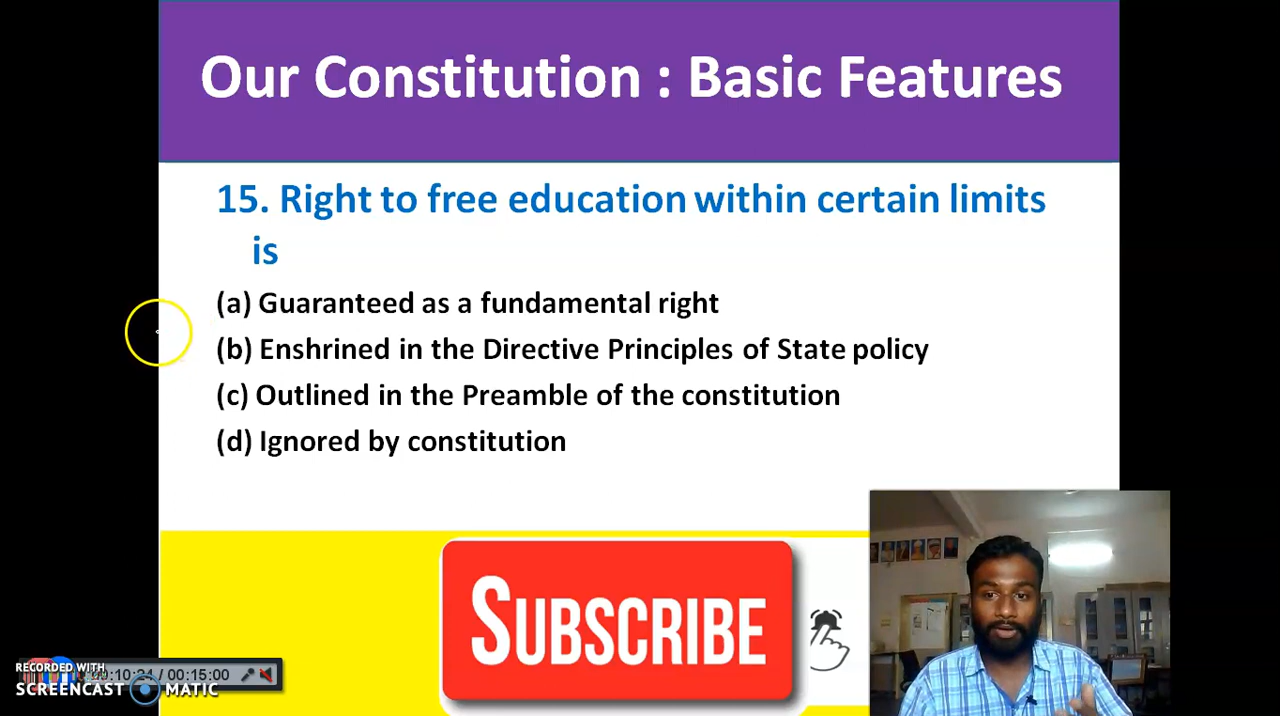 Our Constitution : Basic Features
15. Right to free education within certain limits
is
(a) Guaranteed as a fundamental right
(b) Enshrined in the Directive Principles of State policy
(c) Outlined in the Preamble of the constitution
(d) Ignored by constitution
SUBSCRIBE
RECORDED WITH
SCREENCAST MATIC
00:10:24 / 00:15:00